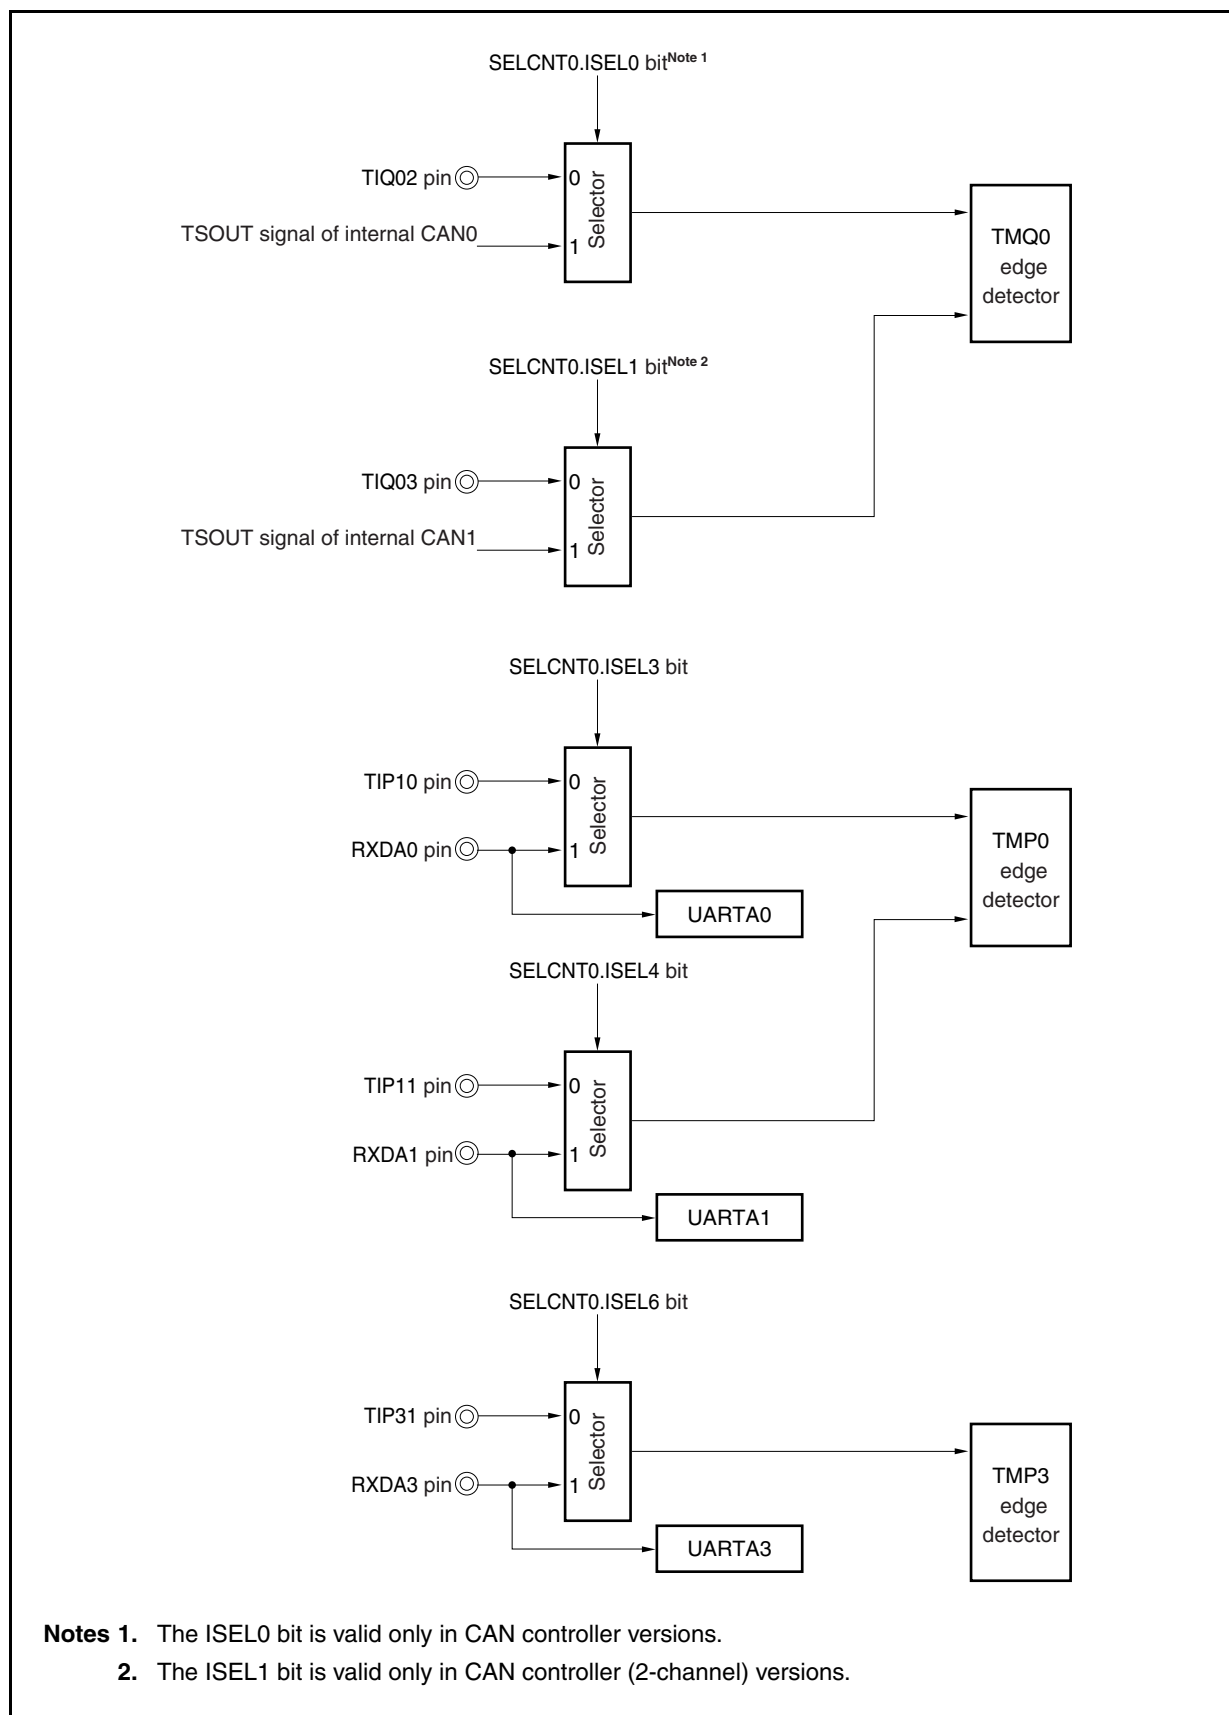 SELCNT0.ISEL0 bit Note 1
TIQ02 pin
0
Selector
TSOUT signal of internal CAN0
1
TMQ0
edge
detector
SELCNT0.ISEL1 bit Note 2
TIQ03 pin
0
Selector
TSOUT signal of internal CAN1
1
SELCNT0.ISEL3 bit
TIP10 pin
0
Selector
RXDA0 pin
1
TMP0
edge
detector
UARTA0
SELCNT0.ISEL4 bit
TIP11 pin
0
Selector
RXDA1 pin
1
UARTA1
SELCNT0.ISEL6 bit
TIP31 pin
0
Selector
RXDA3 pin
1
TMP3
edge
detector
UARTA3
Notes 1. The ISEL0 bit is valid only in CAN controller versions.
2. The ISEL1 bit is valid only in CAN controller (2-channel) versions.